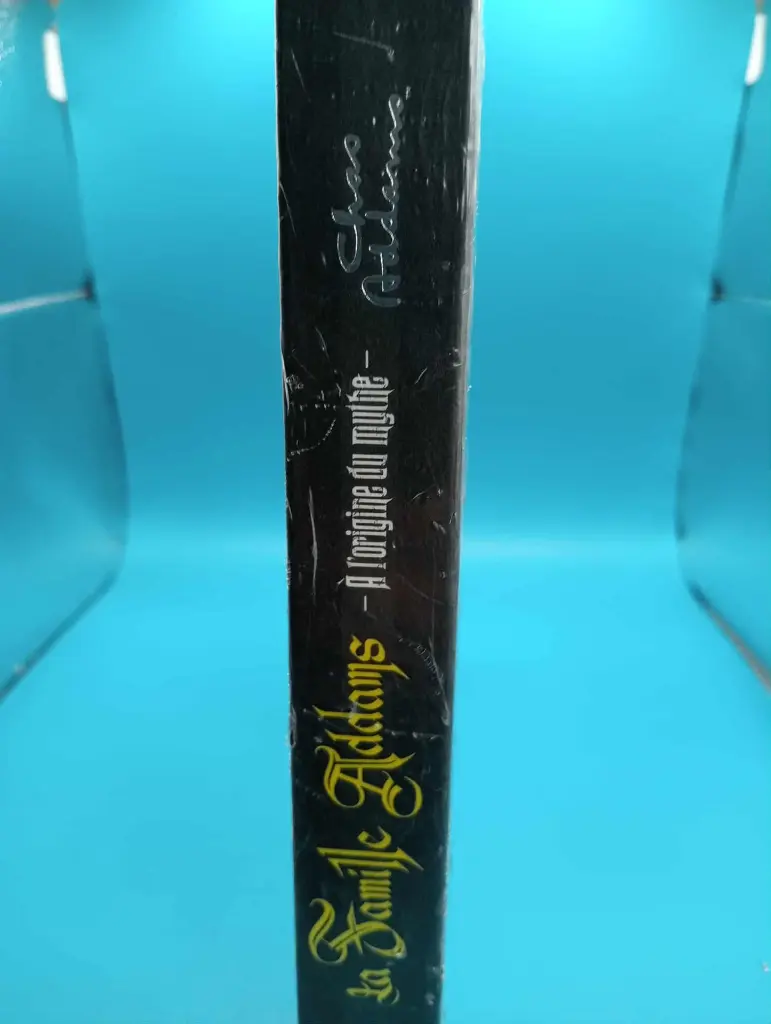 la Famille Addams
– À l'origine du mythe –
Chas
Addams